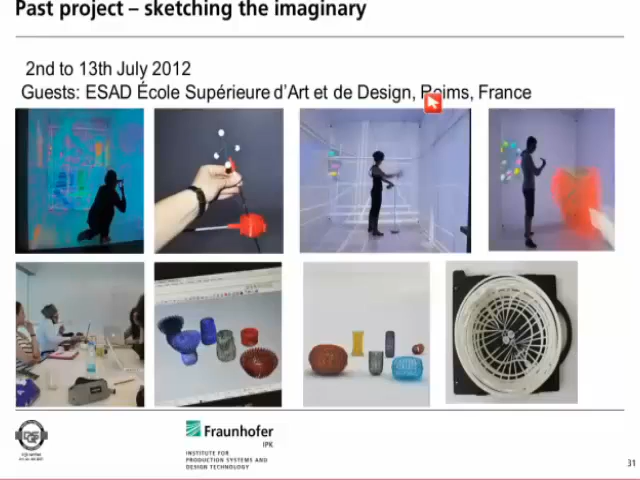 Past project – sketching the imaginary
2nd to 13th July 2012
Guests: ESAD École Supérieure d'Art et de Design, Reims, France
Fraunhofer
IPK
INSTITUTE FOR
PRODUCTION SYSTEMS AND
DESIGN TECHNOLOGY
31